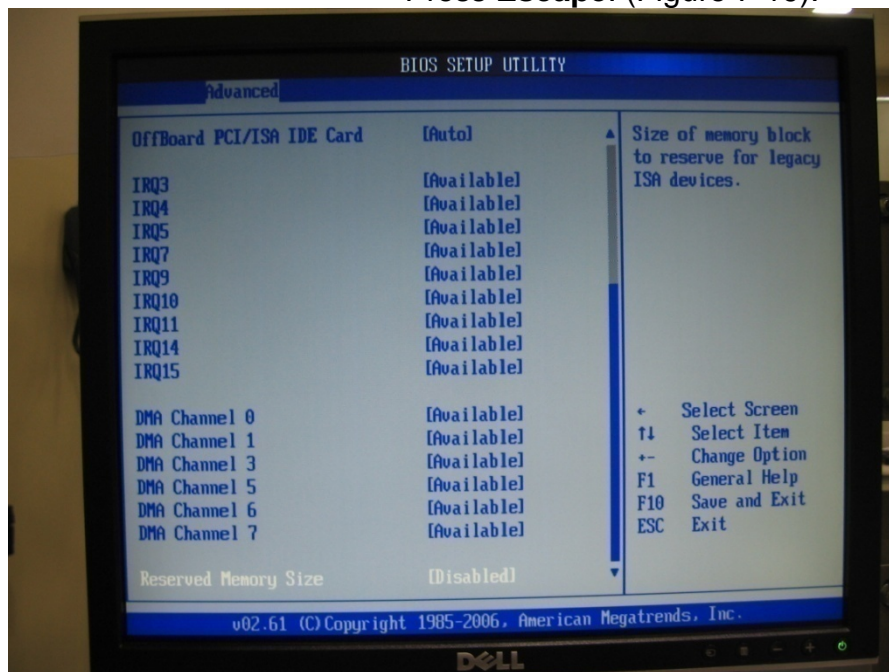 Press Escape. (Figure 7-18).
BIOS SETUP UTILITY
Advanced
OffBoard PCI/ISA IDE Card [Auto]
IRQ3 [Available]
IRQ4 [Available]
IRQ5 [Available]
IRQ7 [Available]
IRQ9 [Available]
IRQ10 [Available]
IRQ11 [Available]
IRQ14 [Available]
IRQ15 [Available]
DMA Channel 0 [Available]
DMA Channel 1 [Available]
DMA Channel 3 [Available]
DMA Channel 5 [Available]
DMA Channel 6 [Available]
DMA Channel 7 [Available]
Reserved Memory Size [Disabled]
Size of memory block
to reserve for legacy
ISA devices.
← Select Screen
↑↓ Select Item
+- Change Option
F1 General Help
F10 Save and Exit
ESC Exit
v02.61 (C)Copyright 1985-2006, American Megatrends, Inc.
DELL